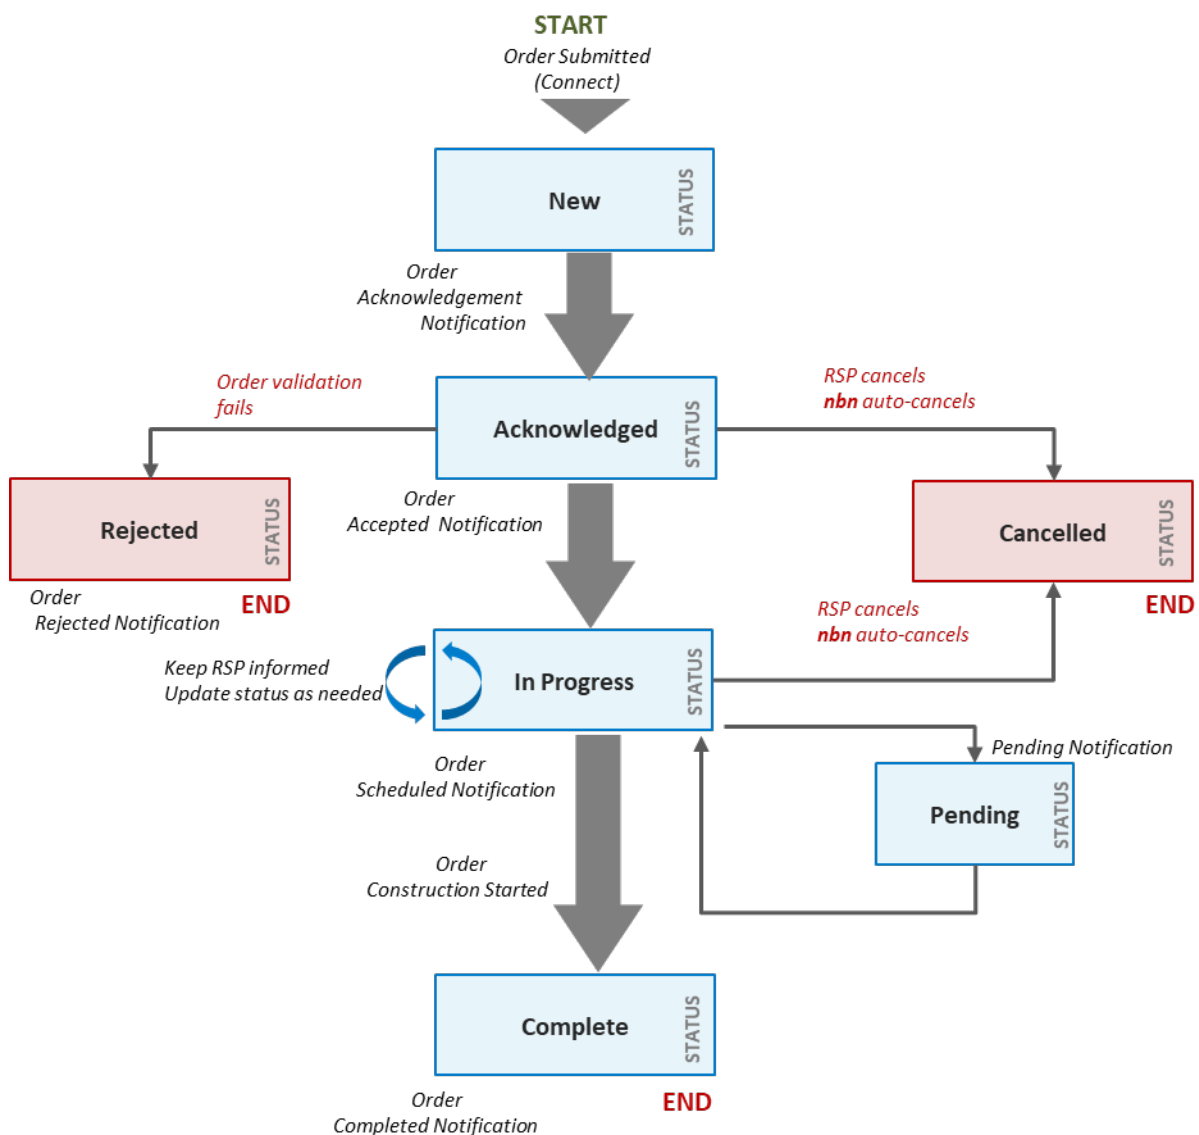 START
Order Submitted
(Connect)
New
STATUS
Order
Acknowledgement
Notification
Order validation
fails
RSP cancels
nbn auto-cancels
Acknowledged
STATUS
Rejected
STATUS
Order
Accepted Notification
Cancelled
STATUS
Order
Rejected Notification
END
RSP cancels
nbn auto-cancels
END
Keep RSP informed
Update status as needed
In Progress
STATUS
Order
Scheduled Notification
Pending Notification
Pending
STATUS
Order
Construction Started
Complete
STATUS
Order
Completed Notification
END